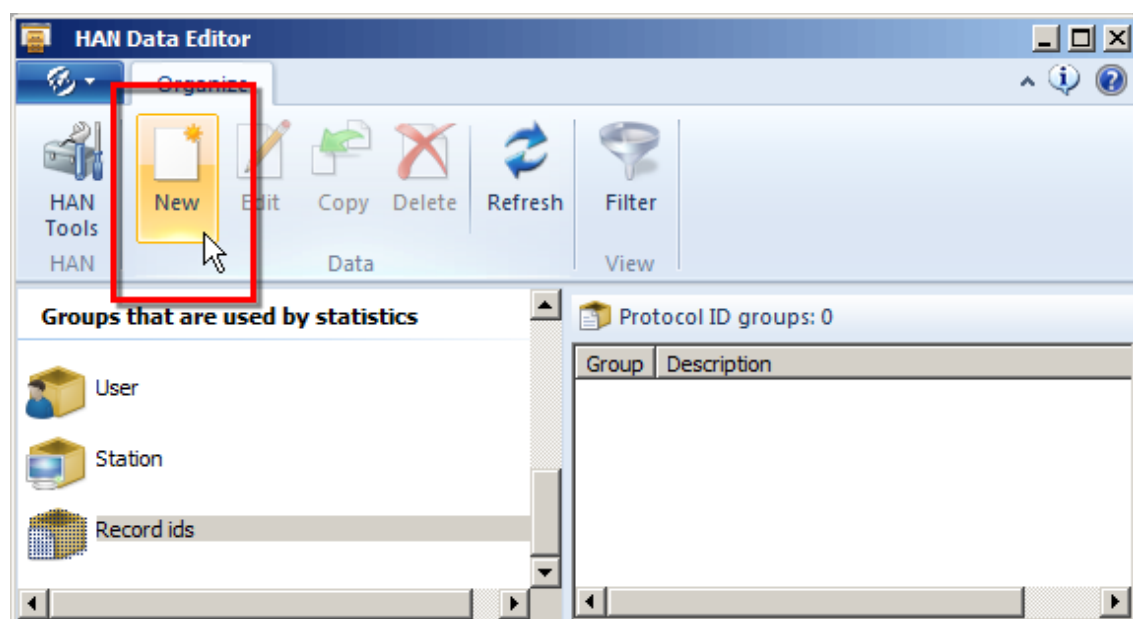 HAN Data Editor
Organize
HAN Tools
New
Edit
Copy
Delete
Refresh
Filter
HAN
Data
View
Groups that are used by statistics
Protocol ID groups: 0
Group Description
User
Station
Record ids